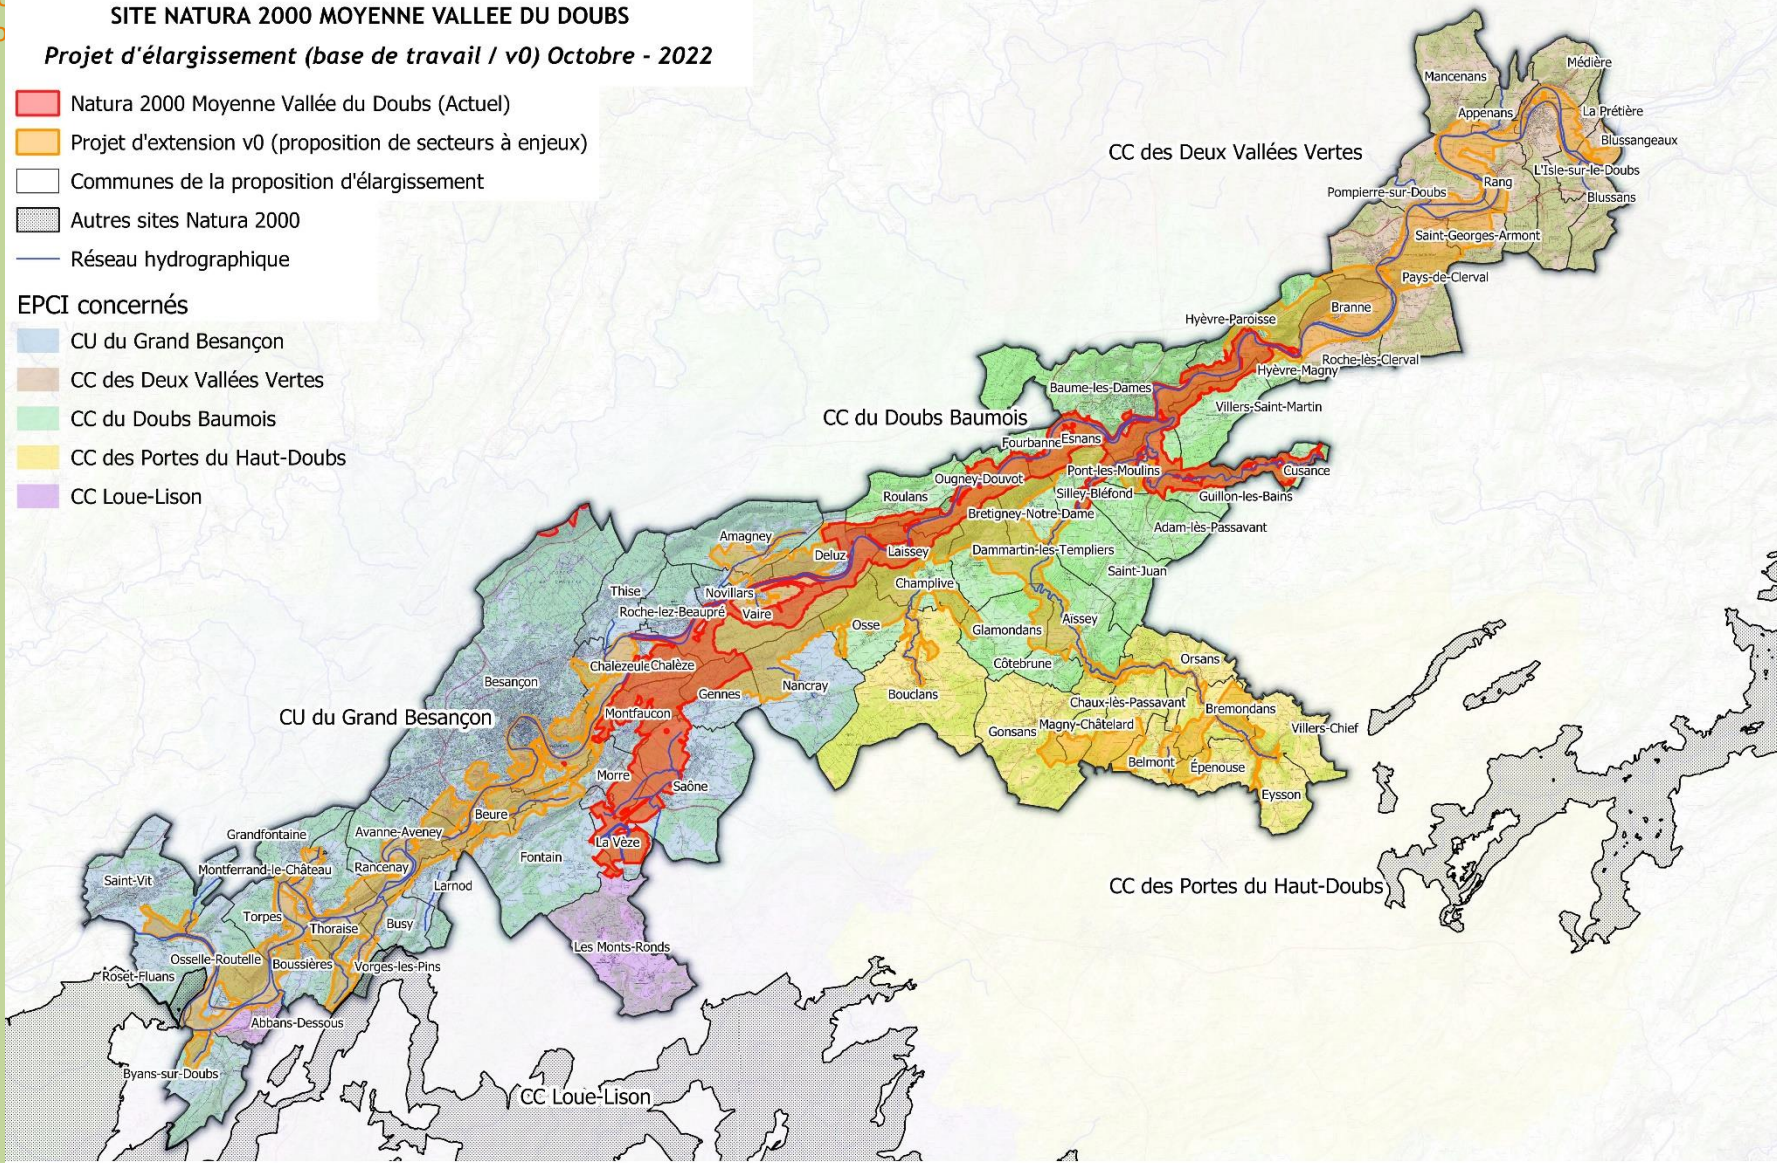 SITE NATURA 2000 MOYENNE VALLEE DU DOUBS
Projet d'élargissement (base de travail / v0) Octobre - 2022
Natura 2000 Moyenne Vallée du Doubs (Actuel)
Projet d'extension v0 (proposition de secteurs à enjeux)
Communes de la proposition d'élargissement
Autres sites Natura 2000
Réseau hydrographique
EPCI concernés
CU du Grand Besançon
CC des Deux Vallées Vertes
CC du Doubs Baumois
CC des Portes du Haut-Doubs
CC Loue-Lison
Médière
Mancenans
Appenans
La Prétière
Blussangeaux
CC des Deux Vallées Vertes
L'Isle-sur-le-Doubs
Rang
Pompierre-sur-Doubs
Blussans
Saint-Georges-Armont
Pays-de-Clerval
Branne
Hyèvre-Paroisse
Roche-lès-Clerval
Hyèvre-Magny
Baume-les-Dames
Villers-Saint-Martin
CC du Doubs Baumois
Fourbanne
Esnans
Pont-les-Moulins
Cusance
Ougney-Douvot
Silley-Bléfond
Guillon-les-Bains
Roulans
Bretigney-Notre-Dame
Adam-lès-Passavant
Amagney
Deluz
Laissey
Dammartin-les-Templiers
Saint-Juan
Champlive
Thise
Novillars
Roche-lez-Beaupré
Vaire
Osse
Glamondans
Aïssey
Chalezeule
Chalèze
Côtebrune
Orsans
Besançon
Gennes
Nancray
Bouclans
Chaux-lès-Passavant
Bremondans
CU du Grand Besançon
Montfaucon
Magny-Châtelard
Villers-Chief
Gonsans
Belmont
Épenouse
Morre
Saône
Eysson
Beure
Grandfontaine
Avanne-Aveney
La Vèze
Fontain
Montferrand-le-Château
Rancenay
Saint-Vit
Larnod
CC des Portes du Haut-Doubs
Torpes
Thoraise
Busy
Les Monts-Ronds
Osselle-Routelle
Boussières
Vorges-les-Pins
Roset-Fluans
Abbans-Dessous
Byans-sur-Doubs
CC Loue-Lison